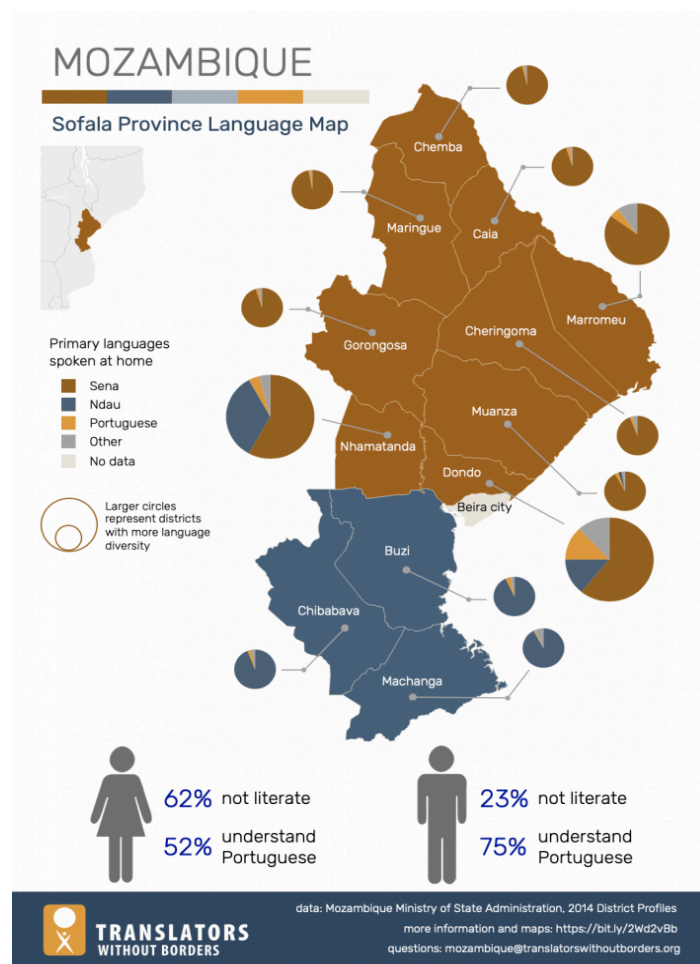 MOZAMBIQUE
Sofala Province Language Map
Chemba
Maringue
Caia
Gorongosa
Cheringoma
Marromeu
Muanza
Nhamatanda
Dondo
Beira city
Buzi
Chibabava
Machanga
Primary languages
spoken at home
Sena
Ndau
Portuguese
Other
No data
Larger circles
represent districts
with more language
diversity
62% not literate
52% understand
Portuguese
23% not literate
75% understand
Portuguese
TRANSLATORS
WITHOUT BORDERS
data: Mozambique Ministry of State Administration, 2014 District Profiles
more information and maps: https://bit.ly/2Wd2vBb
questions: mozambique@translatorswithoutborders.org